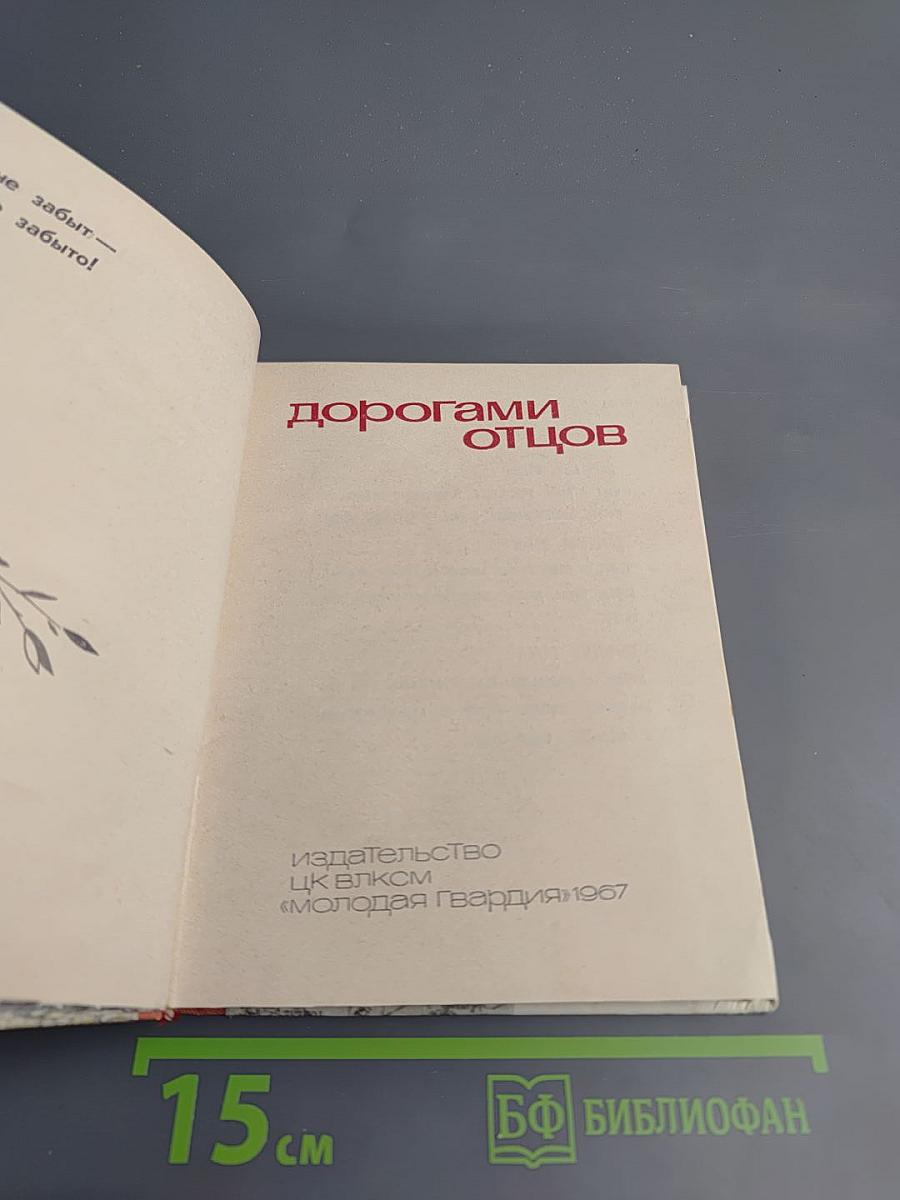 не забыт —
забыто!
дорогами
отцов
издательство
цк влксм
«молодая гвардия» 1967
15 см
БФ БИБЛИОФАН